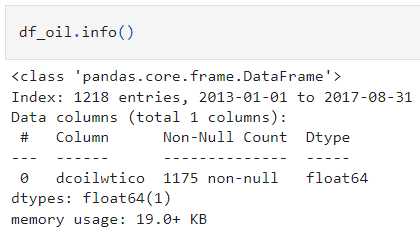 df_oil.info()
<class 'pandas.core.frame.DataFrame'>
Index: 1218 entries, 2013-01-01 to 2017-08-31
Data columns (total 1 columns):
 #   Column      Non-Null Count  Dtype
---  ------      --------------  -----
 0   dcoilwtico  1175 non-null   float64
dtypes: float64(1)
memory usage: 19.0+ KB